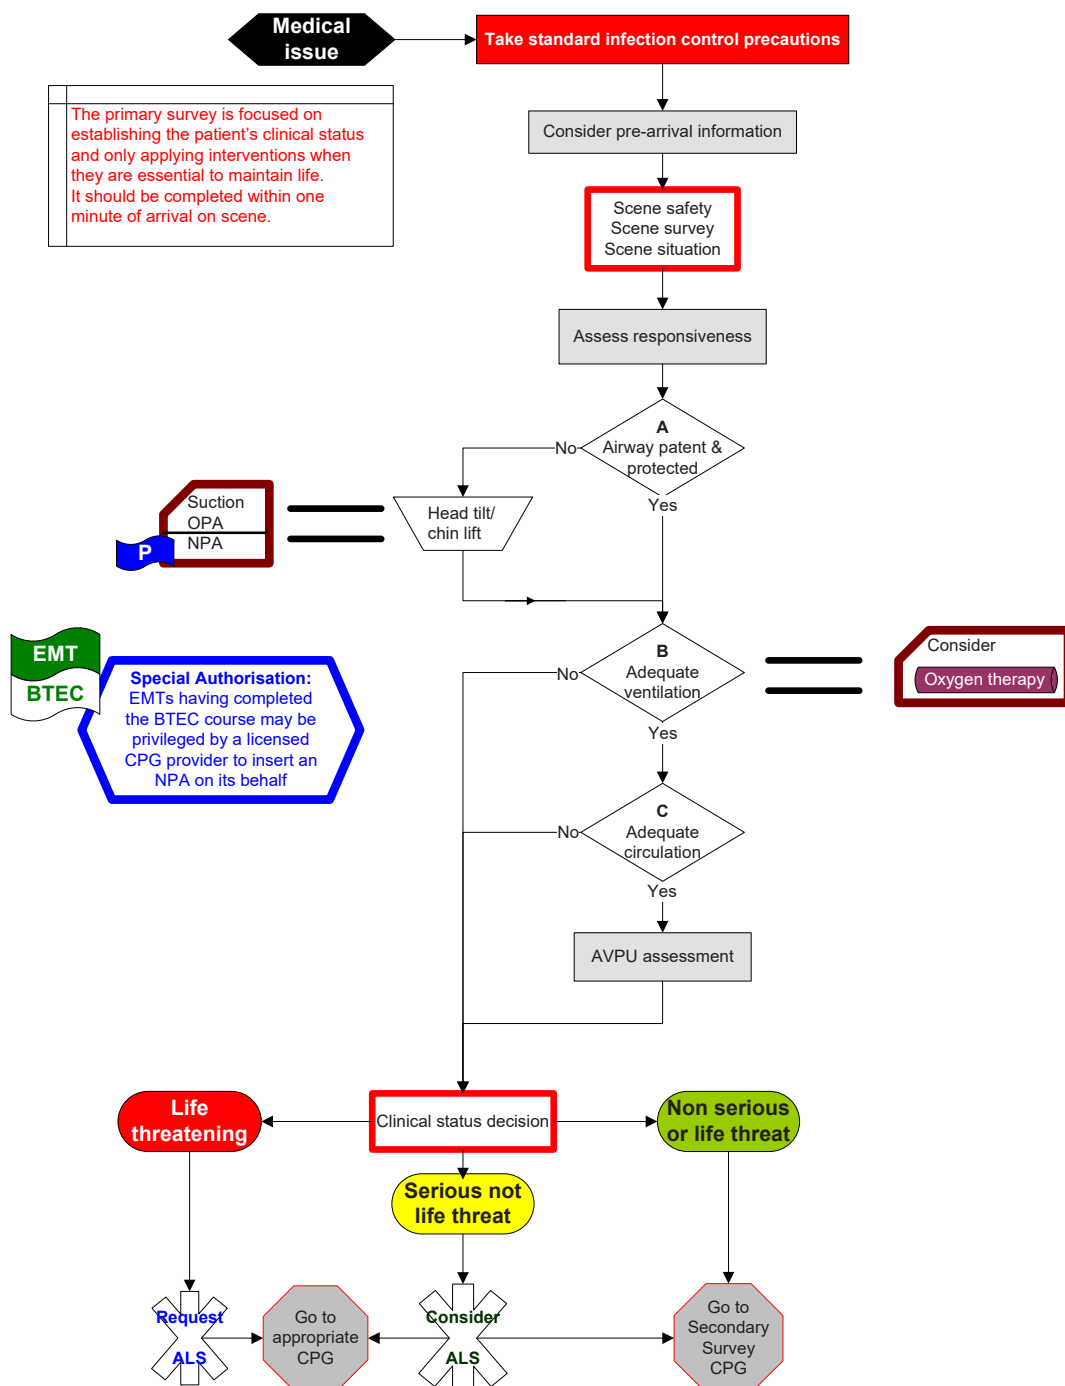 Medical
issue
Take standard infection control precautions
The primary survey is focused on
establishing the patient's clinical status
and only applying interventions when
they are essential to maintain life.
It should be completed within one
minute of arrival on scene.
Consider pre-arrival information
Scene safety
Scene survey
Scene situation
Assess responsiveness
A
Airway patent &
protected
No
Yes
Suction
OPA
NPA
P
Head tilt/
chin lift
EMT
BTEC
Special Authorisation:
EMTs having completed
the BTEC course may be
privileged by a licensed
CPG provider to insert an
NPA on its behalf
B
Adequate
ventilation
No
Yes
Consider
Oxygen therapy
C
Adequate
circulation
No
Yes
AVPU assessment
Life
threatening
Clinical status decision
Non serious
or life threat
Serious not
life threat
Request
ALS
Go to
appropriate
CPG
Consider
ALS
Go to
Secondary
Survey
CPG